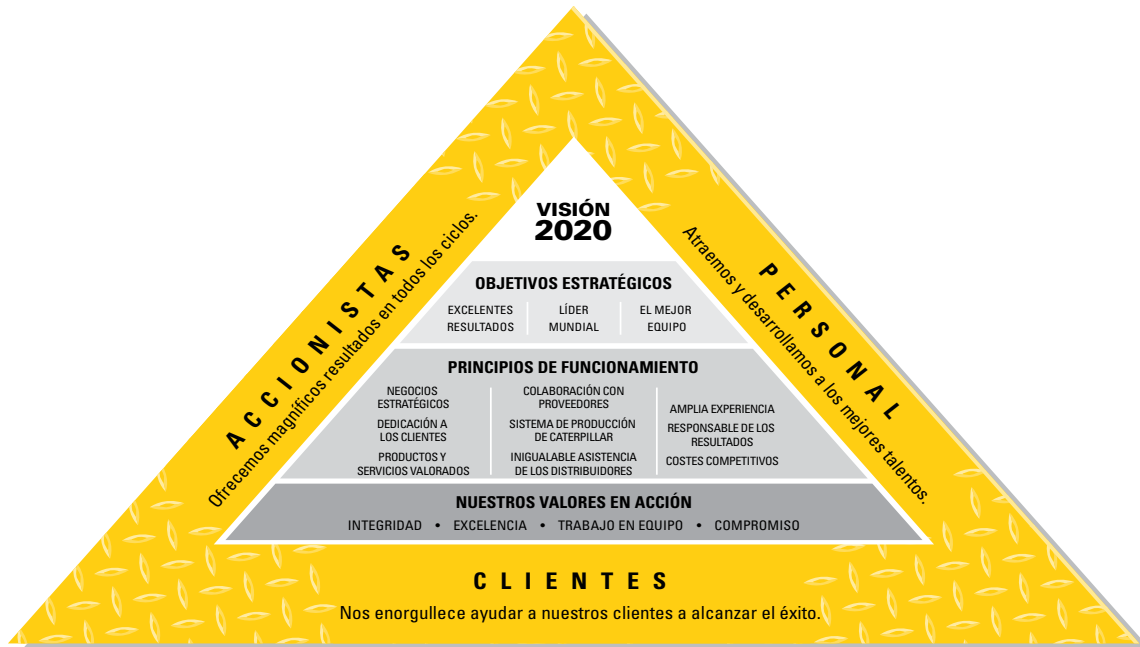 VISIÓN
2020
OBJETIVOS ESTRATÉGICOS
EXCELENTES
RESULTADOS
LÍDER
MUNDIAL
EL MEJOR
EQUIPO
PRINCIPIOS DE FUNCIONAMIENTO
NEGOCIOS
ESTRATÉGICOS
DEDICACIÓN A
LOS CLIENTES
PRODUCTOS Y
SERVICIOS VALORADOS
COLABORACIÓN CON
PROVEEDORES
SISTEMA DE PRODUCCIÓN
DE CATERPILLAR
INIGUALABLE ASISTENCIA
DE LOS DISTRIBUIDORES
AMPLIA EXPERIENCIA
RESPONSABLE DE LOS
RESULTADOS
COSTES COMPETITIVOS
NUESTROS VALORES EN ACCIÓN
INTEGRIDAD • EXCELENCIA • TRABAJO EN EQUIPO • COMPROMISO
ACCIONISTAS
Ofrecemos magníficos resultados en todos los ciclos.
PERSONAL
Atraemos y desarrollamos a los mejores talentos.
CLIENTES
Nos enorgullece ayudar a nuestros clientes a alcanzar el éxito.